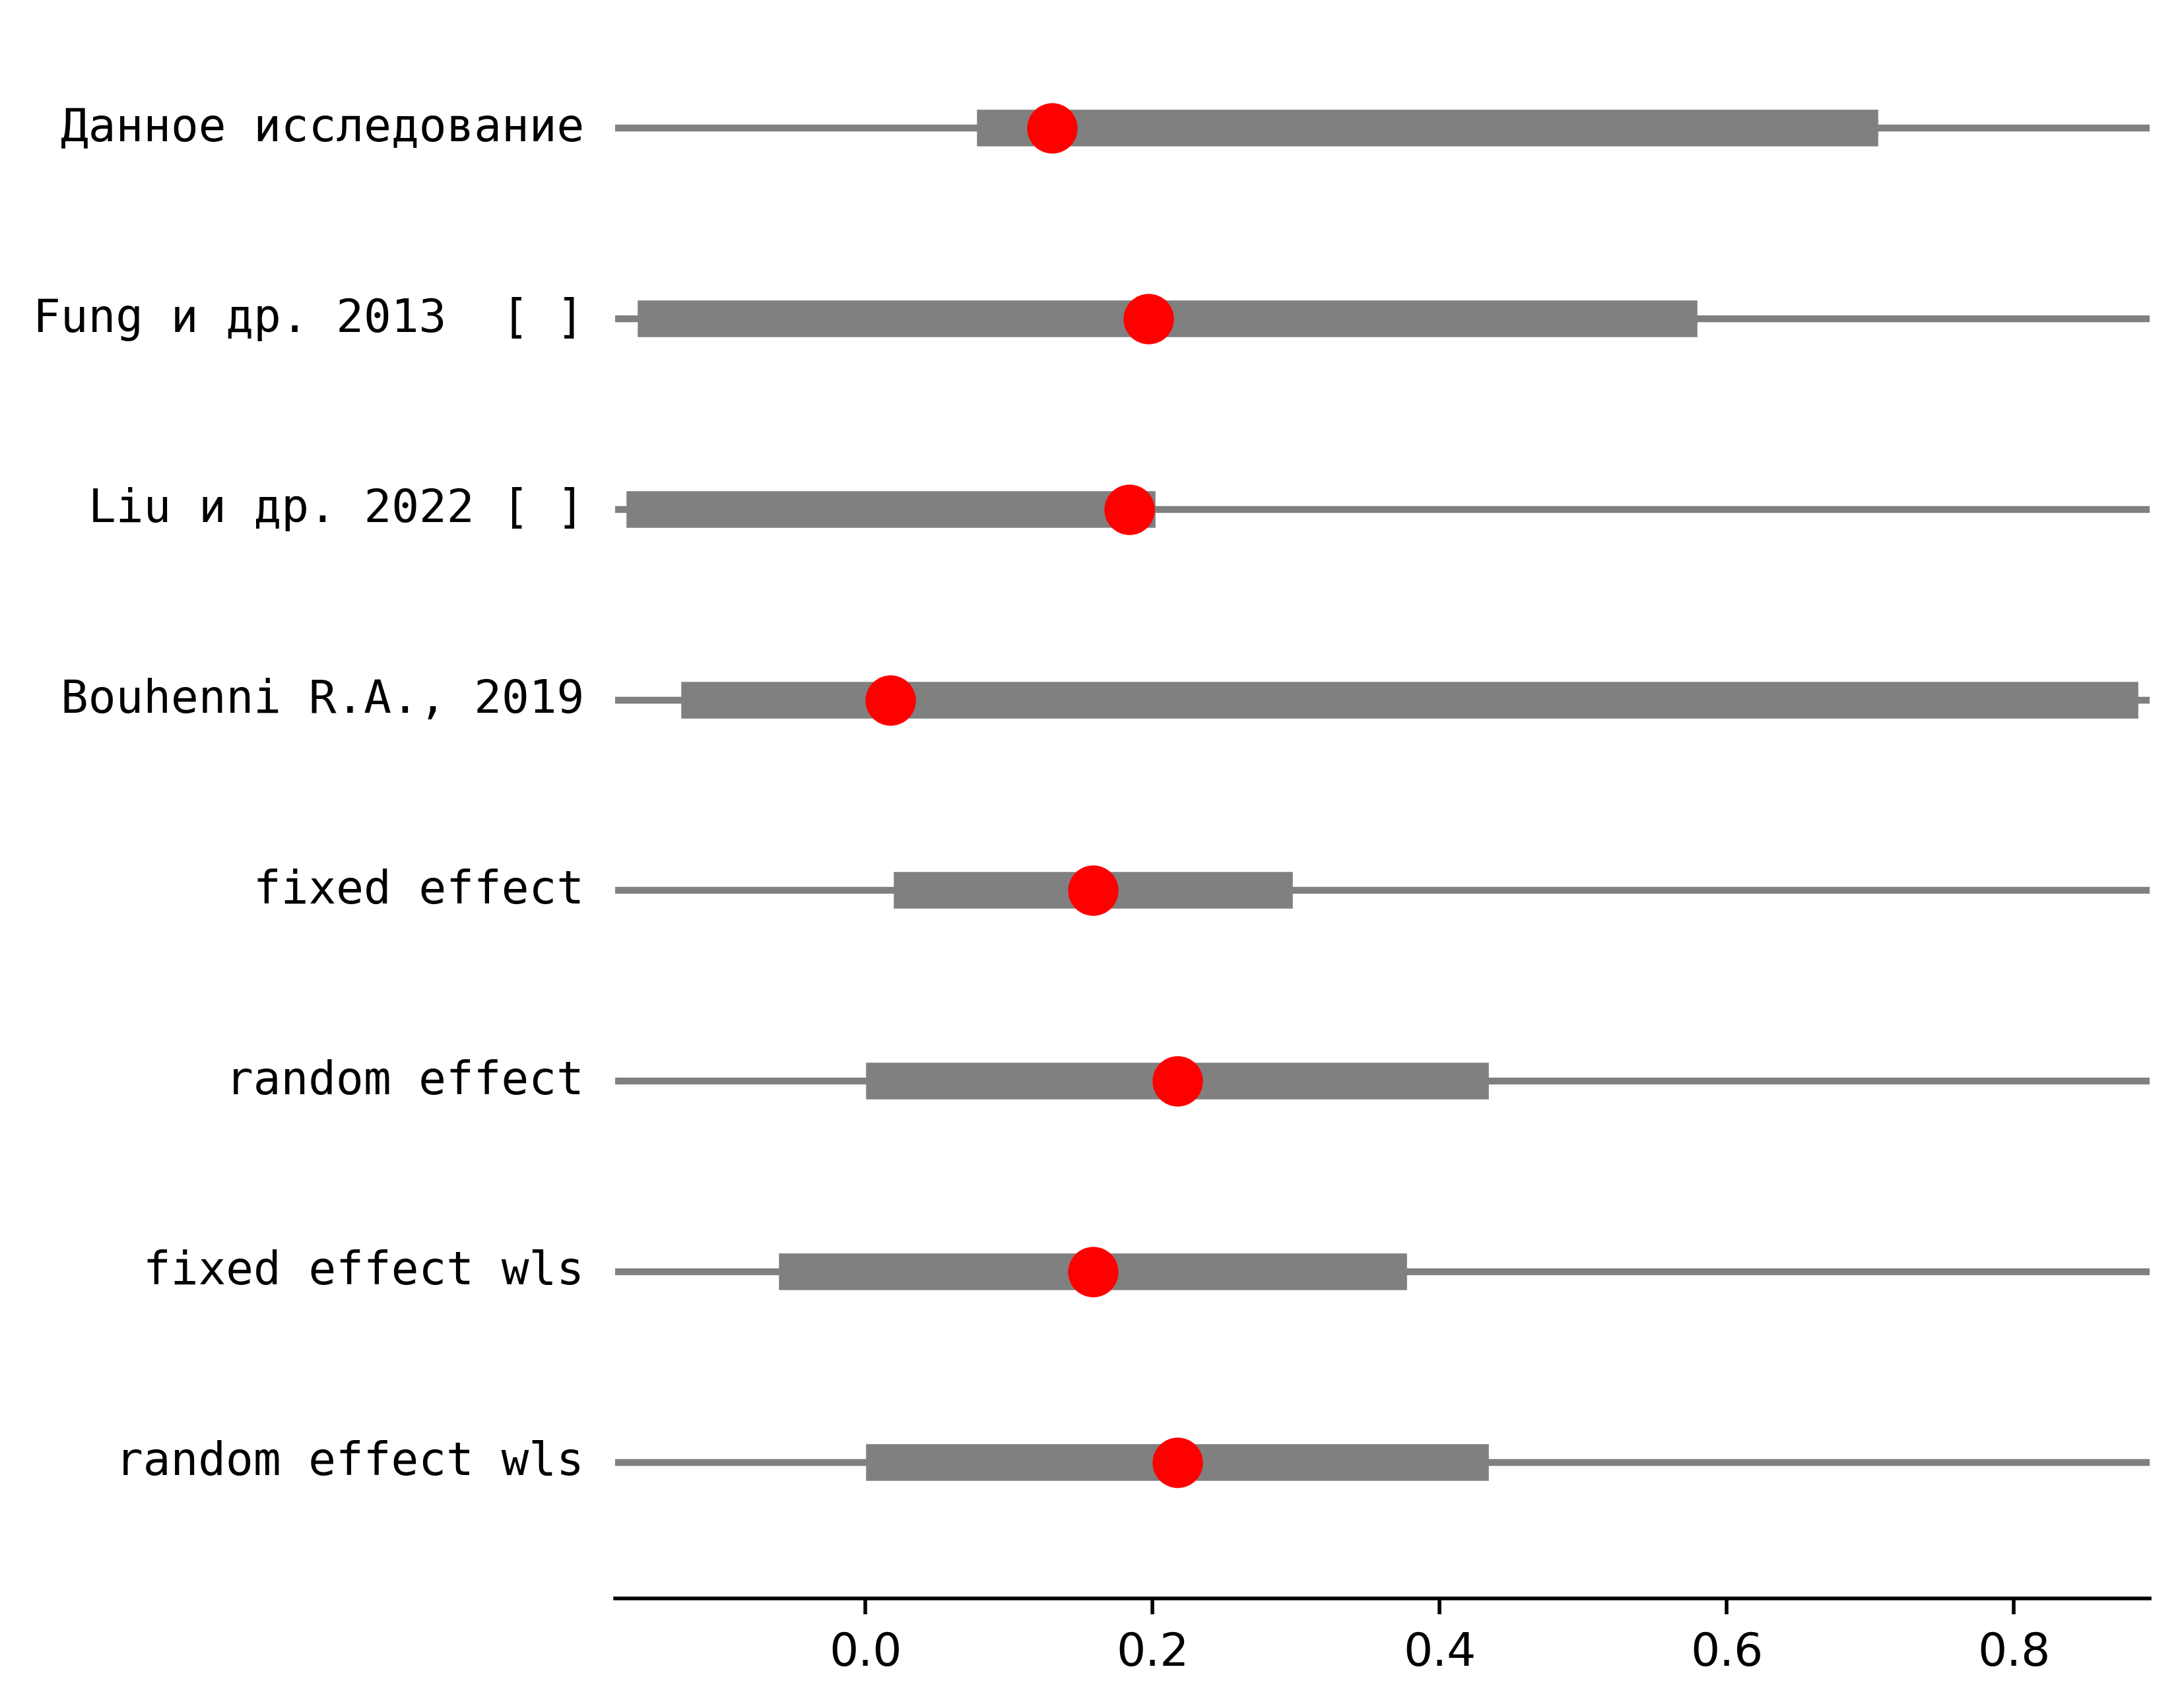 Данное исследование
Fung и др. 2013  [ ]
Liu и др. 2022 [ ]
Bouhenni R.A., 2019
fixed effect
random effect
fixed effect wls
random effect wls
0.0 0.2 0.4 0.6 0.8